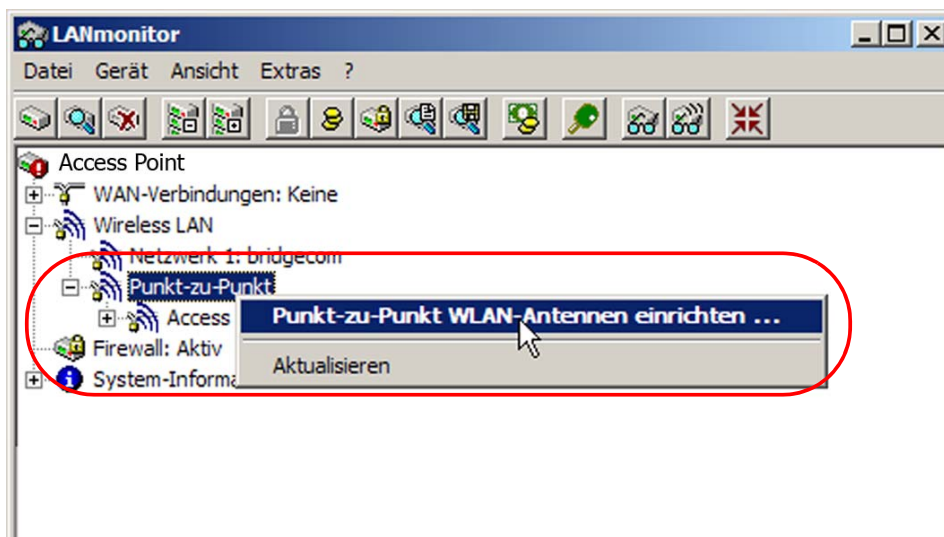 LANmonitor
Datei Gerät Ansicht Extras ?
Access Point
WAN-Verbindungen: Keine
Wireless LAN
Netzwerk 1: bridgecom
Punkt-zu-Punkt
Access
Punkt-zu-Punkt WLAN-Antennen einrichten ...
Firewall: Aktiv
Aktualisieren
System-Informa